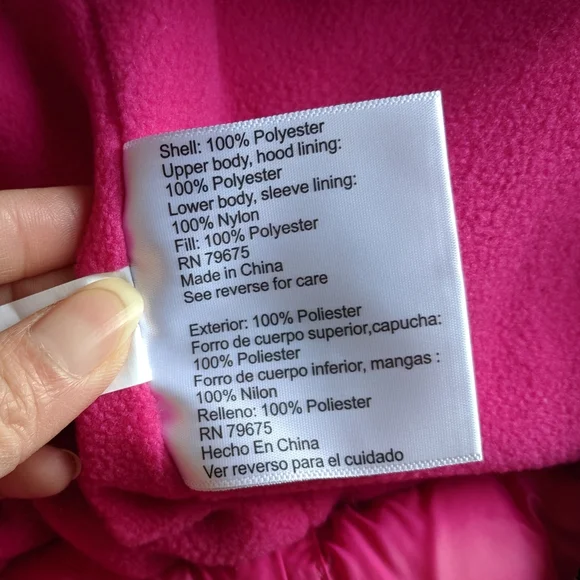 Shell: 100% Polyester
Upper body, hood lining:
100% Polyester
Lower body, sleeve lining:
100% Nylon
Fill: 100% Polyester
RN 79675
Made in China
See reverse for care
Exterior: 100% Poliester
Forro de cuerpo superior,capucha:
100% Poliester
Forro de cuerpo inferior, mangas :
100% Nilon
Relleno: 100% Poliester
RN 79675
Hecho En China
Ver reverso para el cuidado